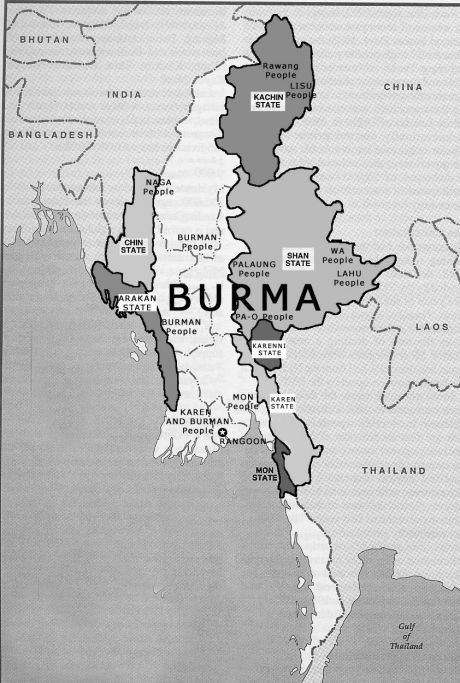 BHUTAN
INDIA
CHINA
BANGLADESH
Rawang
People
LISU
People
KACHIN
STATE
NAGA
People
CHIN
STATE
BURMAN
People
PALAUNG
People
SHAN
STATE
WA
People
LAHU
People
ARAKAN
STATE
BURMA
BURMAN
People
PA-O People
LAOS
KARENNI
STATE
KAREN
STATE
MON
People
KAREN
AND BURMAN
People
RANGOON
MON
STATE
THAILAND
Gulf
of
Thailand